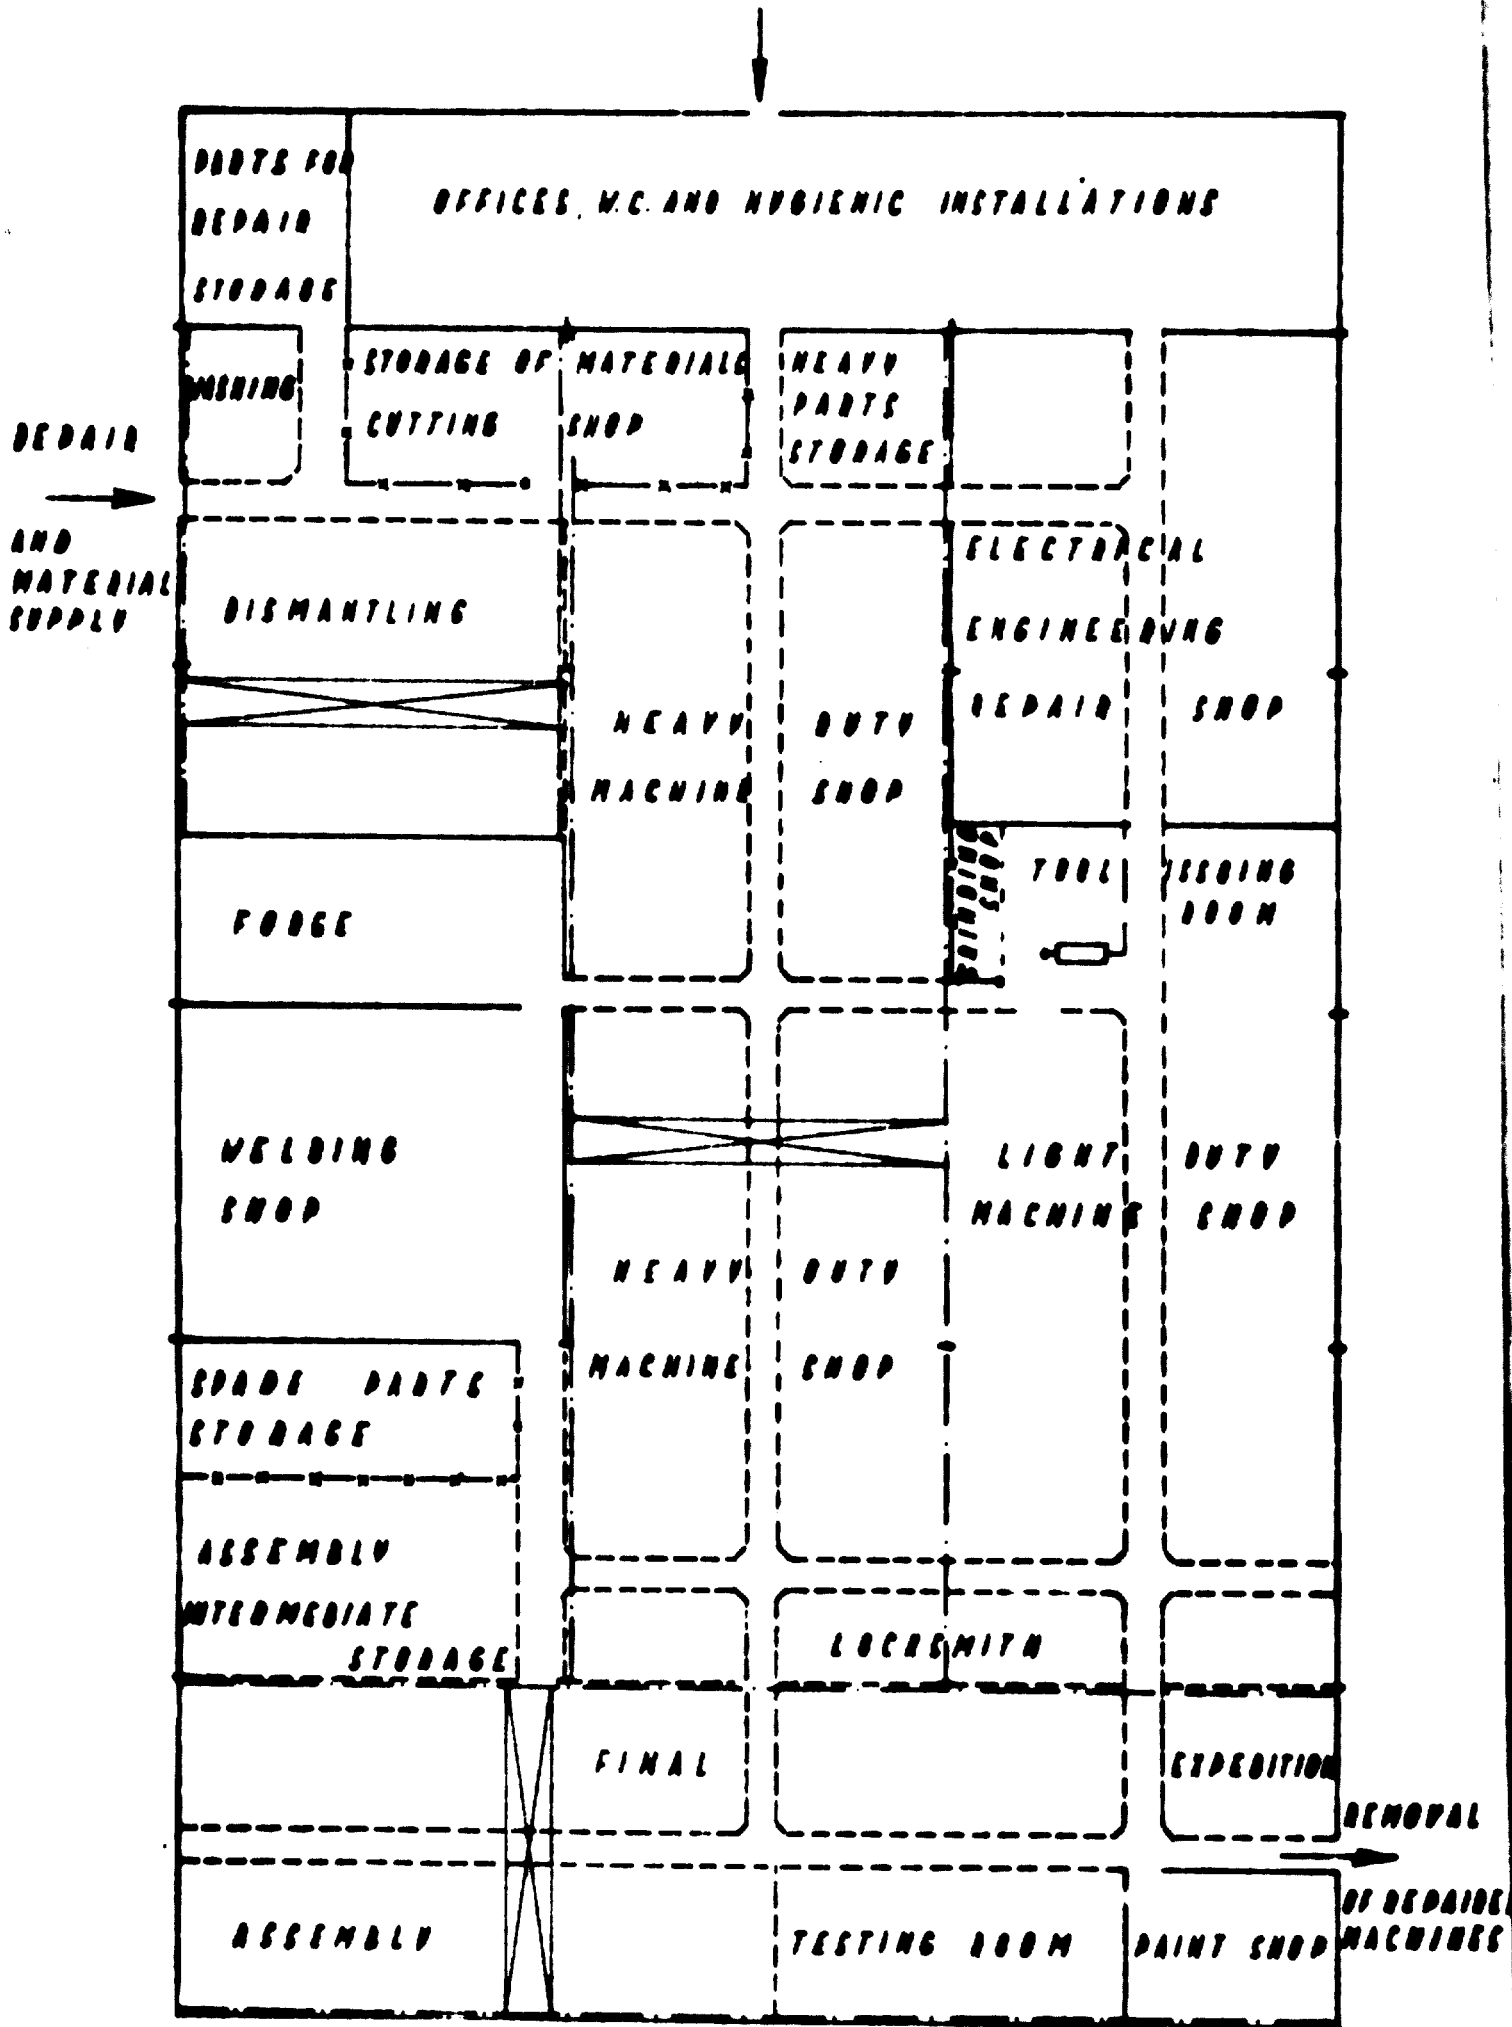 PARTS FOR
REPAIR
STORAGE
OFFICES, W.C. AND HYGIENIC INSTALLATIONS
WASHING
STORAGE OF MATERIALS
CUTTING SHOP
HEAVY
PARTS
STORAGE
REPAIR
AND
MATERIAL
SUPPLY
DISMANTLING
ELECTRICAL
ENGINEERING
REPAIR SHOP
HEAVY DUTY
MACHINE SHOP
FORGE
GRINDING
SHOP
TOOL ISSUING
ROOM
WELDING
SHOP
LIGHT DUTY
MACHINE SHOP
HEAVY DUTY
MACHINE SHOP
SPARE PARTS
STORAGE
ASSEMBLY
INTERMEDIATE
STORAGE
LOCKSMITH
FINAL
EXPEDITION
REMOVAL
OF REPAIRED
MACHINES
ASSEMBLY
TESTING ROOM
PAINT SHOP